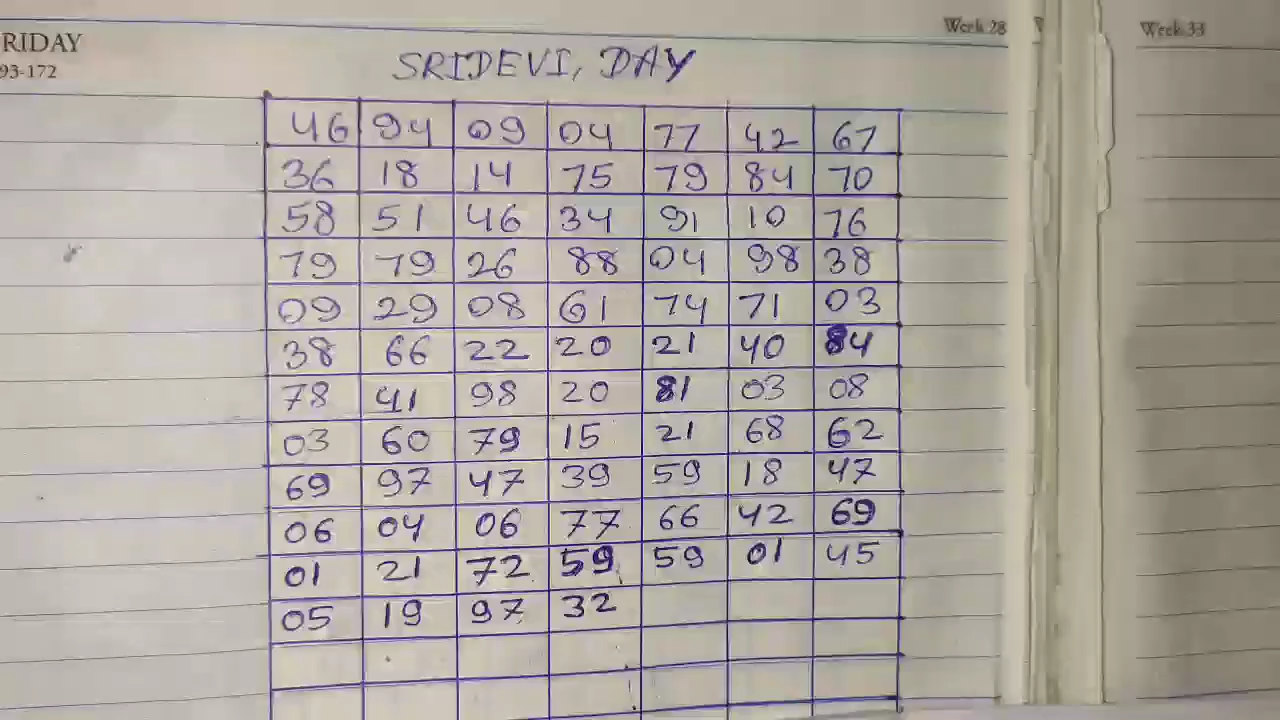 RIDAY
93-172
Week 28
Week 33
SRIDEVI, DAY
46 94 09 04 77 42 67
36 18 14 75 79 84 70
58 51 46 34 91 10 76
79 79 26 88 04 98 38
09 29 08 61 74 71 03
38 66 22 20 21 40 84
78 41 98 20 81 03 08
03 60 79 15 21 68 62
69 97 47 39 59 18 47
06 04 06 77 66 42 69
01 21 72 59 59 01 45
05 19 97 32